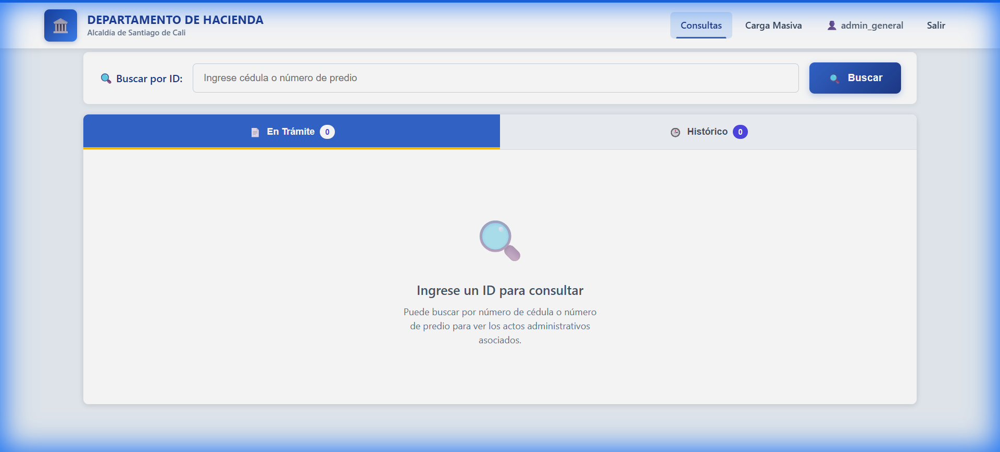 DEPARTAMENTO DE HACIENDA
Alcaldía de Santiago de Cali
Consultas
Carga Masiva
admin_general
Salir
Buscar por ID:
Ingrese cédula o número de predio
Buscar
En Trámite 0
Histórico 0
Ingrese un ID para consultar
Puede buscar por número de cédula o número
de predio para ver los actos administrativos
asociados.